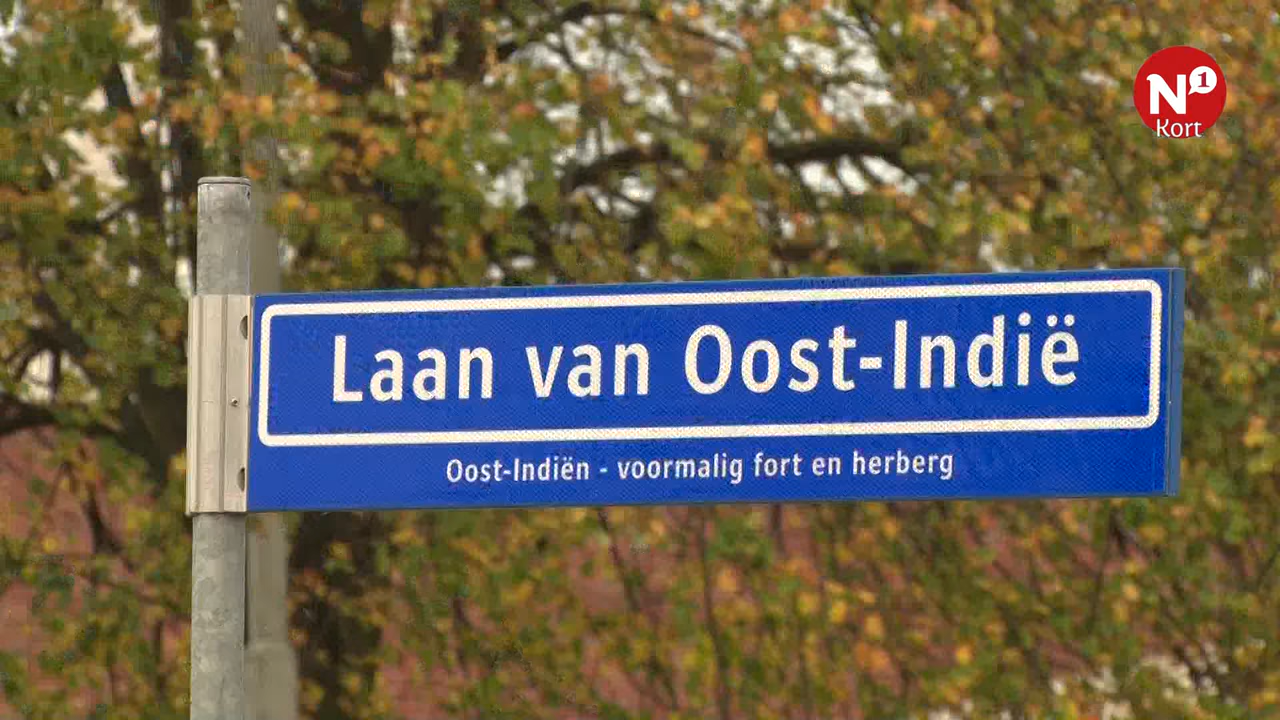 N1
Kort
Laan van Oost-Indië
Oost-Indiën - voormalig fort en herberg